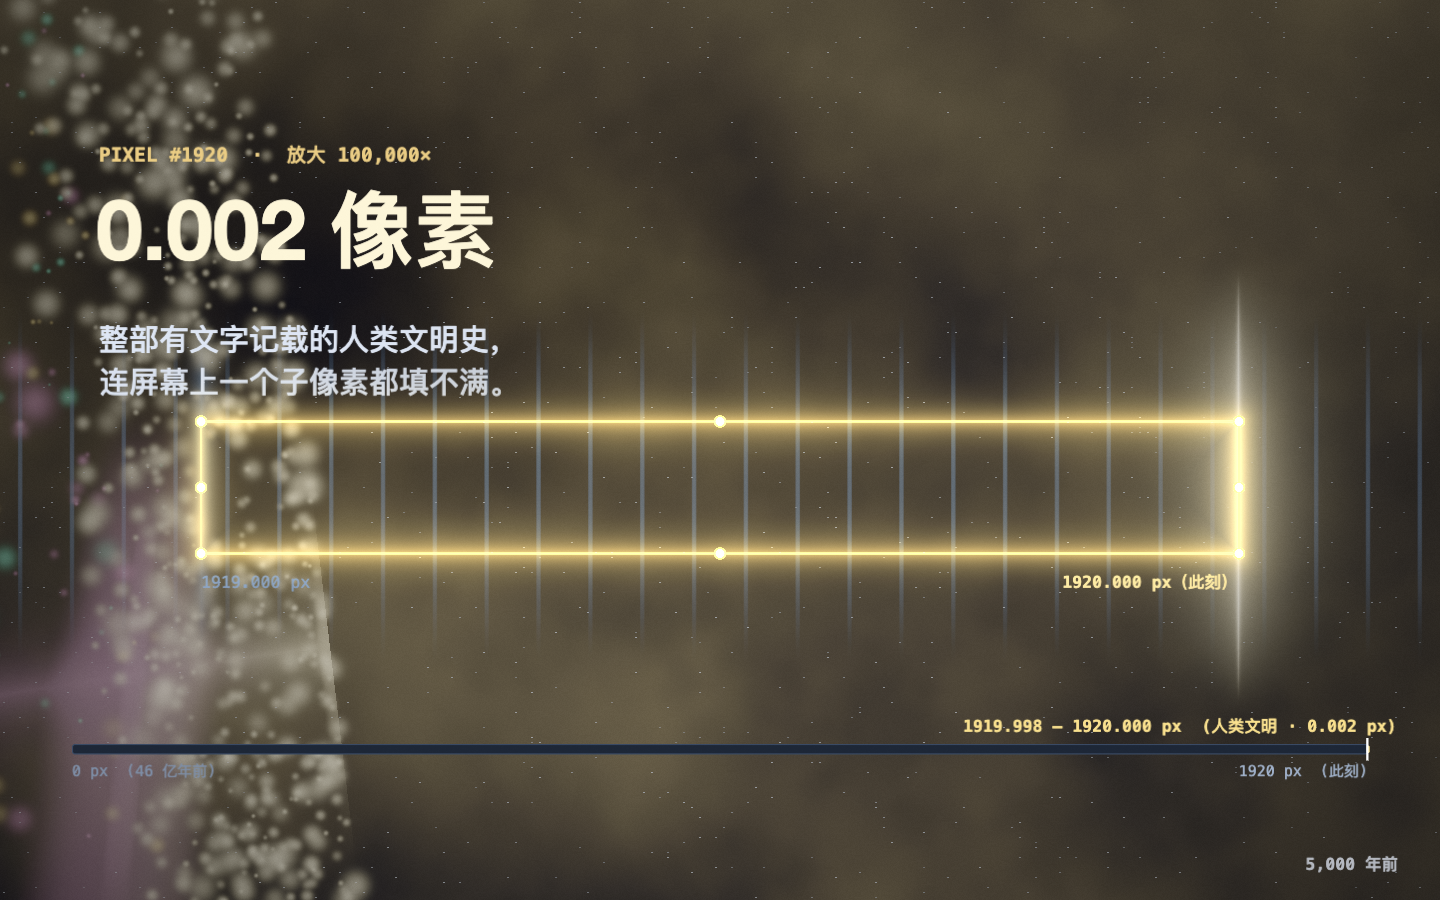 PIXEL #1920 · 放大 100,000×
0.002 像素
整部有文字记载的人类文明史，
连屏幕上一个子像素都填不满。
1919.000 px
1920.000 px（此刻）
1919.998 — 1920.000 px （人类文明 · 0.002 px）
0 px （46 亿年前）
1920 px （此刻）
5,000 年前